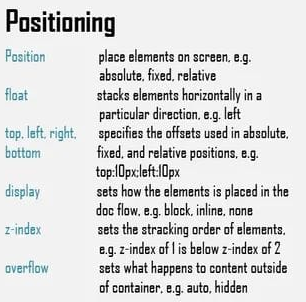 Positioning
Position place elements on screen, e.g.
absolute, fixed, relative
float stacks elements horizontally in a
particular direction, e.g. left
top, left, right, specifies the offsets used in absolute,
bottom fixed, and relative positions, e.g.
top:10px;left:10px
display sets how the elements is placed in the
doc flow, e.g. block, inline, none
z-index sets the stracking order of elements,
e.g. z-index of 1 is below z-index of 2
overflow sets what happens to content outside
of container, e.g. auto, hidden